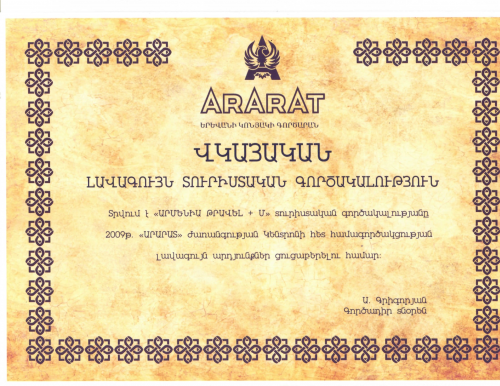 ARARAT
ԵՐԵՎԱՆԻ ԿՈՆՅԱԿԻ ԳՈՐԾԱՐԱՆ
ՎԿԱՅԱԿԱՆ
ԼԱՎԱԳՈՒՅՆ ՏՈՒՐԻՍՏԱԿԱՆ ԳՈՐԾԱԿԱԼՈՒԹՅՈՒՆ
Տրվում է «ԱՐՄԵՆԻԱ ԹՐԱՎԵԼ + Մ» տուրիստական գործակալությանը
2009թ. «ԱՐԱՐԱՏ» Ժառանգության Կենտրոնի հետ համագործակցության
լավագույն արդյունքներ ցուցաբերելու համար:
Ա. Գրիգորյան
Գործադիր տնօրեն